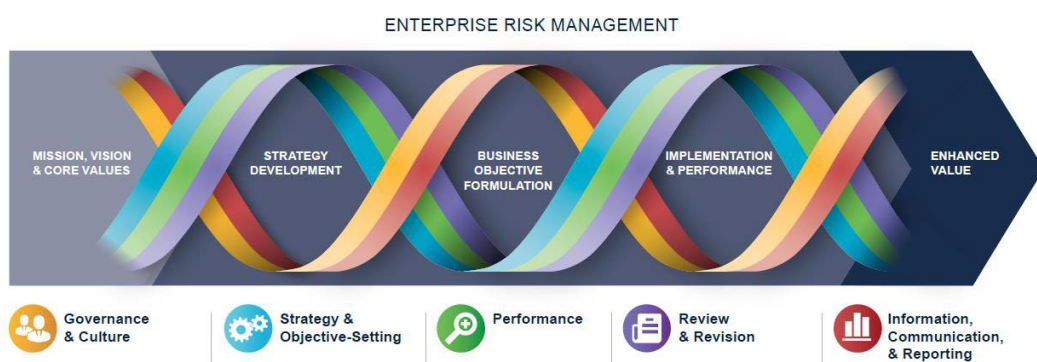 ENTERPRISE RISK MANAGEMENT
MISSION, VISION
& CORE VALUES
STRATEGY
DEVELOPMENT
BUSINESS
OBJECTIVE
FORMULATION
IMPLEMENTATION
& PERFORMANCE
ENHANCED
VALUE
Governance
& Culture
Strategy &
Objective-Setting
Performance
Review
& Revision
Information,
Communication,
& Reporting